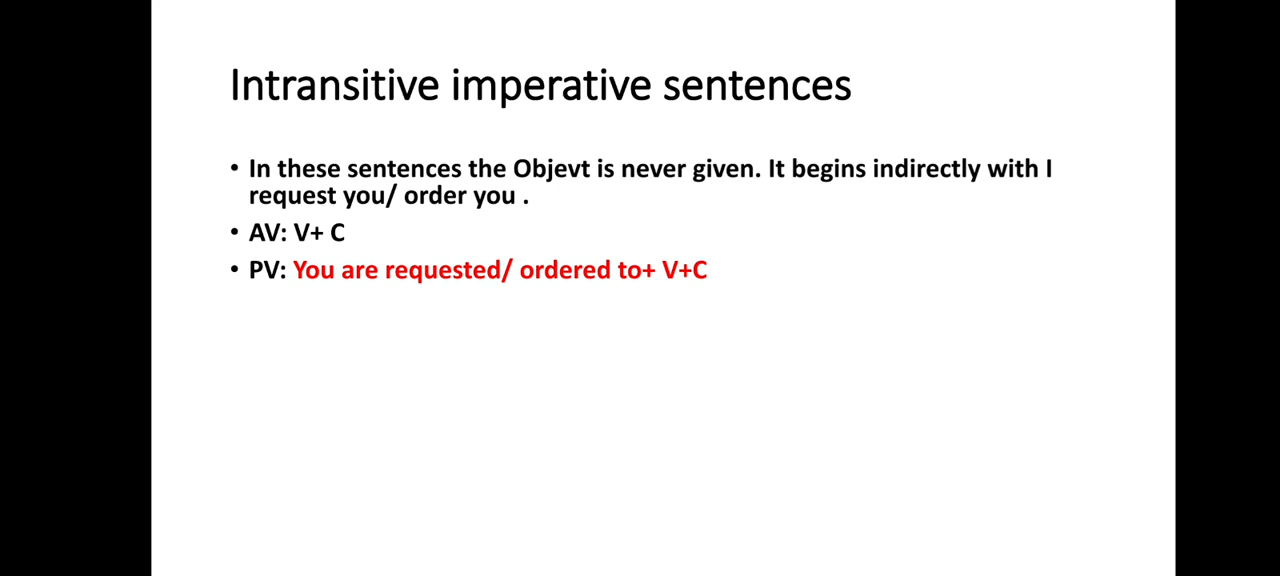 Intransitive imperative sentences
• In these sentences the Objevt is never given. It begins indirectly with I
request you/ order you .
• AV: V+ C
• PV: You are requested/ ordered to+ V+C